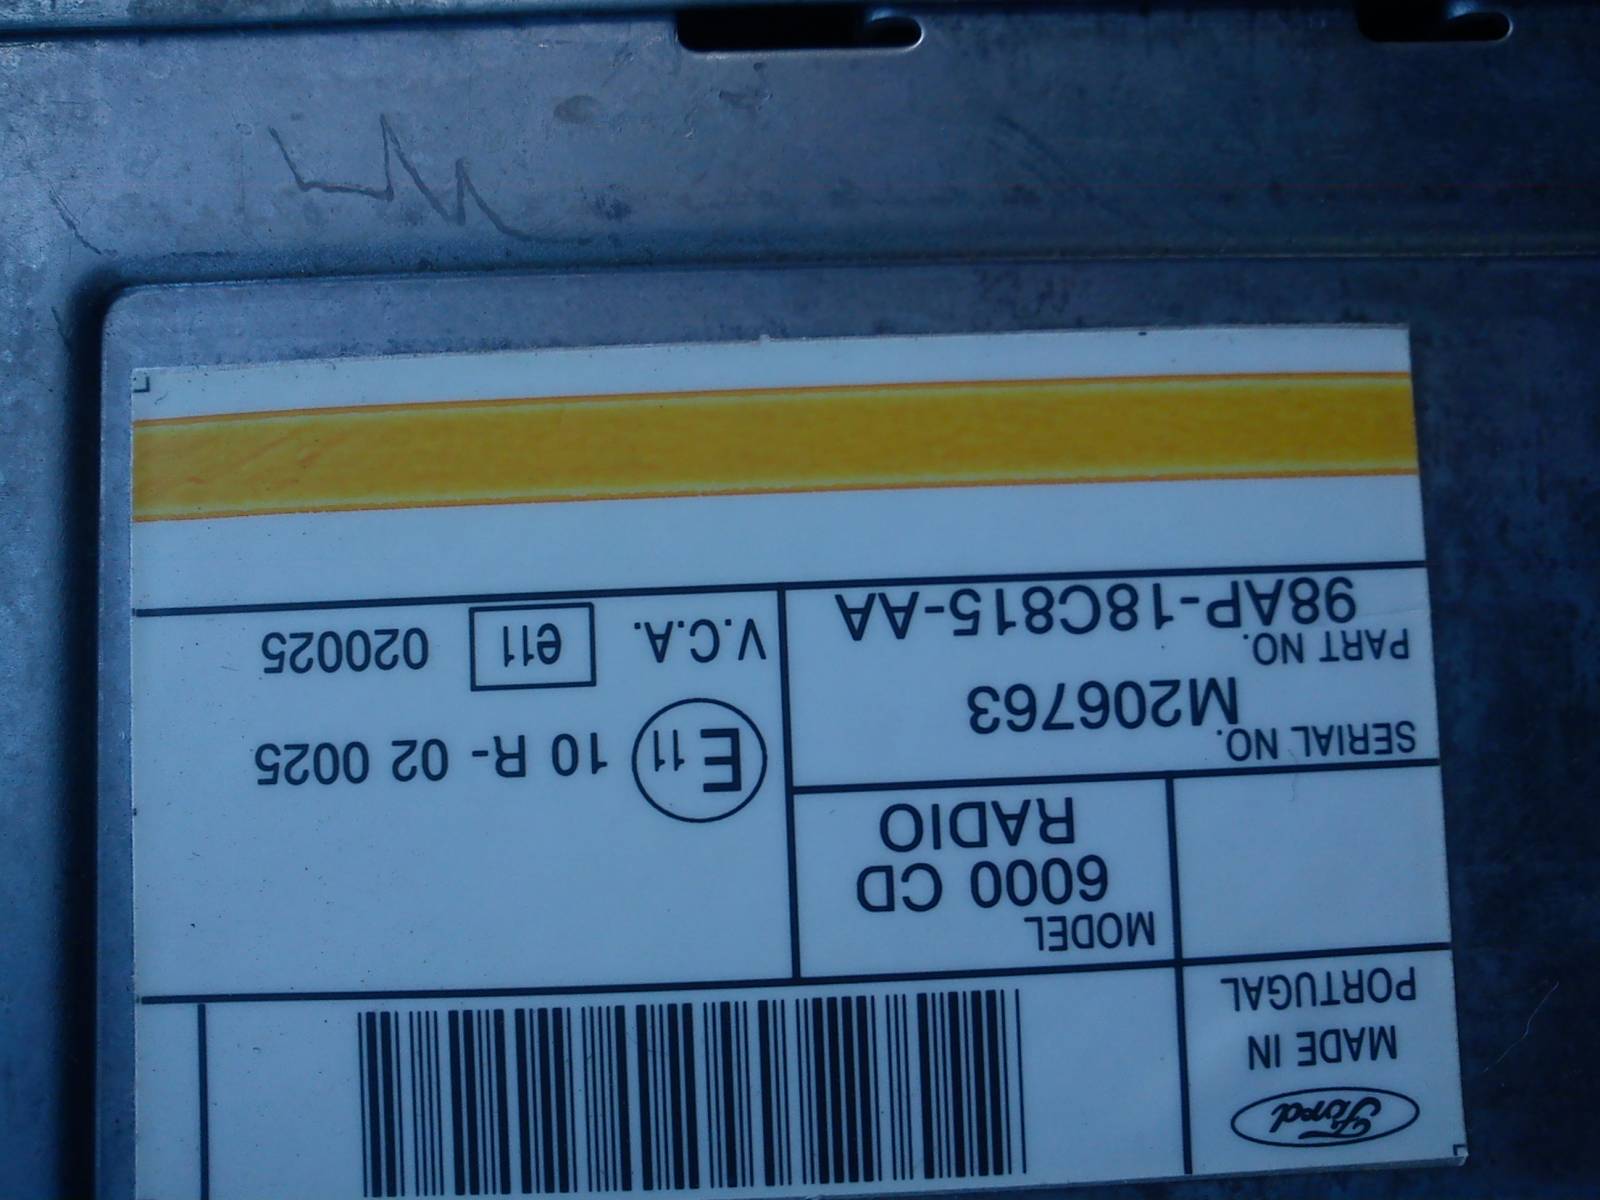 Ford
MADE IN
PORTUGAL
MODEL
6000 CD
RADIO
SERIAL NO.
M206763
PART NO.
98AP-18C815-AA
E 11 10 R- 02 0025
V.C.A. e11 020025